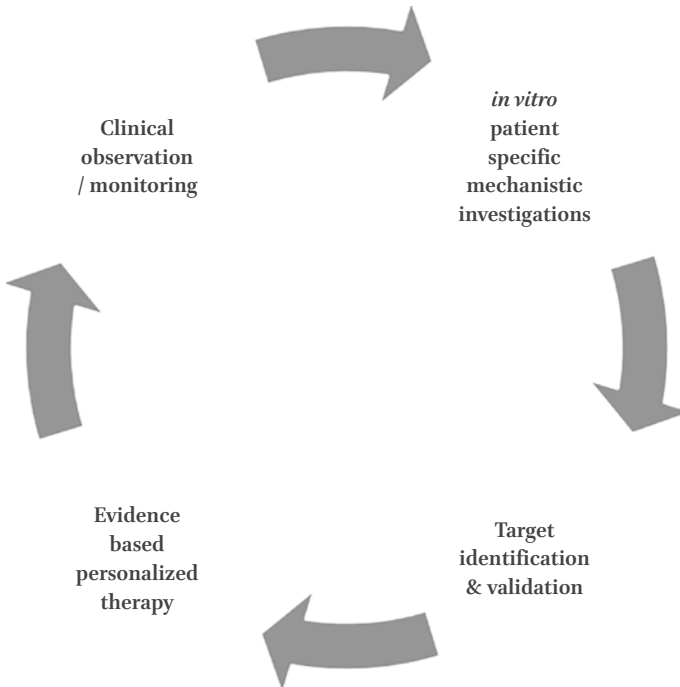 Clinical
observation
/ monitoring
in vitro
patient
specific
mechanistic
investigations
Target
identification
& validation
Evidence
based
personalized
therapy